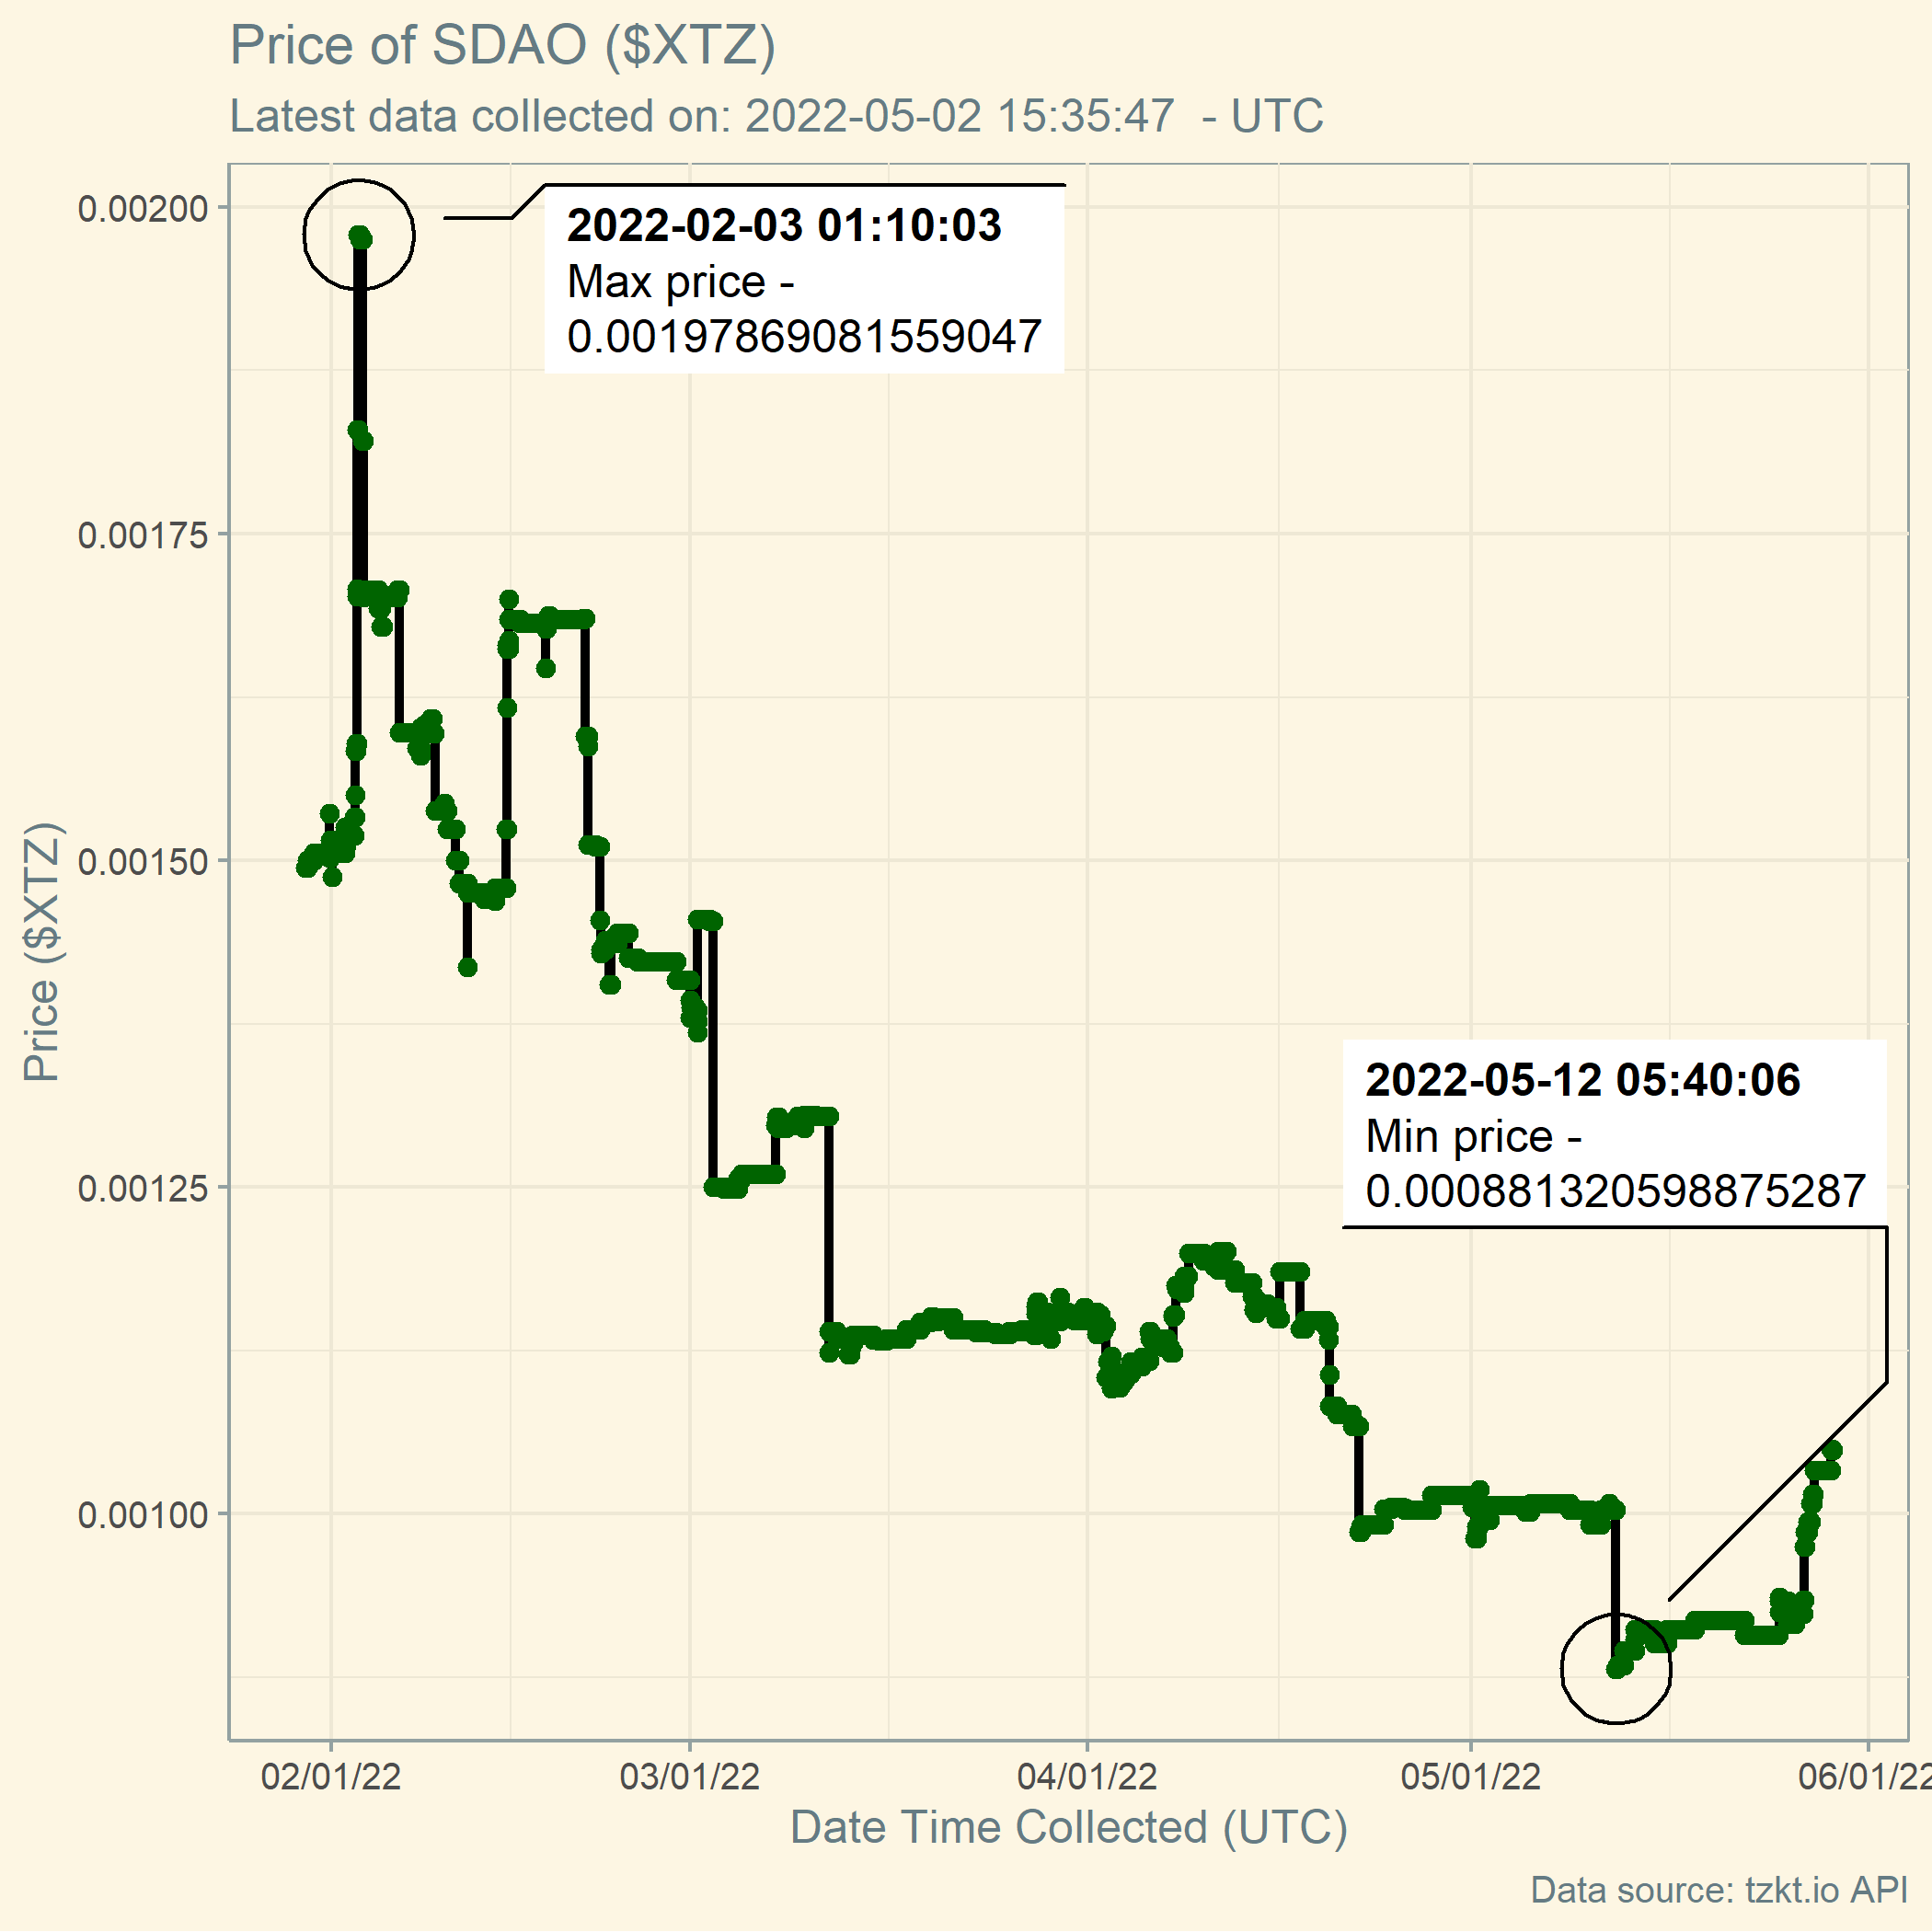 Price of SDAO ($XTZ)
Latest data collected on: 2022-05-02 15:35:47  - UTC
0.00200
0.00175
0.00150
0.00125
0.00100
Price ($XTZ)
2022-02-03 01:10:03
Max price -
0.00197869081559047
2022-05-12 05:40:06
Min price -
0.000881320598875287
02/01/22
03/01/22
04/01/22
05/01/22
06/01/22
Date Time Collected (UTC)
Data source: tzkt.io API